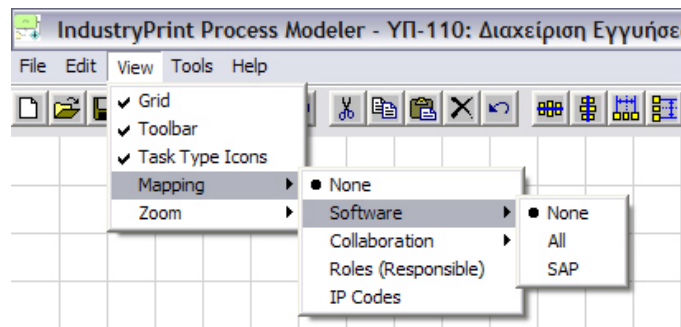 IndustryPrint Process Modeler - ΥΠ-110: Διαχείριση Εγγυήσε
File Edit View Tools Help
Grid
Toolbar
Task Type Icons
Mapping
Zoom
None
Software
Collaboration
Roles (Responsible)
IP Codes
None
All
SAP